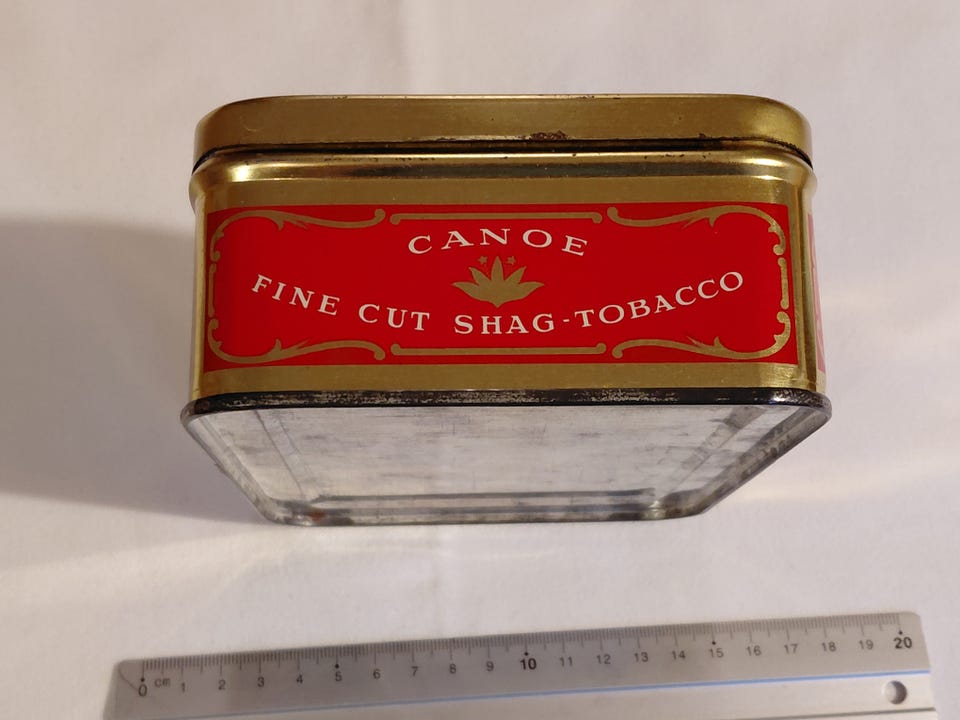 CANOE
FINE CUT SHAG-TOBACCO
0 cm 1 2 3 4 5 6 7 8 9 10 11 12 13 14 15 16 17 18 19 20